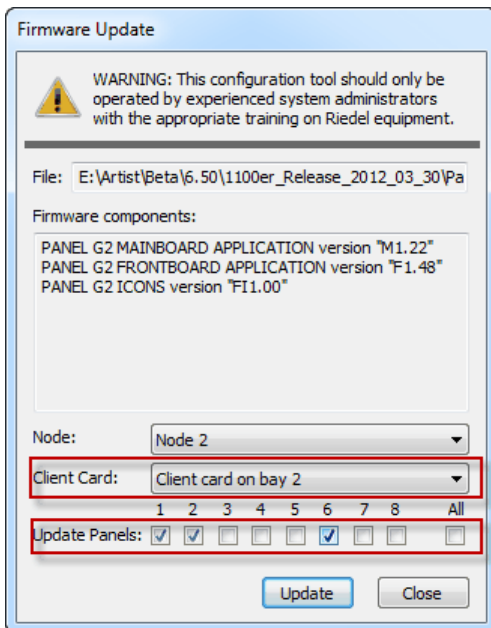 Firmware Update
WARNING: This configuration tool should only be
operated by experienced system administrators
with the appropriate training on Riedel equipment.
File: E:\Artist\Beta\6.50\1100er_Release_2012_03_30\Pa
Firmware components:
PANEL G2 MAINBOARD APPLICATION version "M1.22"
PANEL G2 FRONTBOARD APPLICATION version "F1.48"
PANEL G2 ICONS version "FI1.00"
Node: Node 2
Client Card: Client card on bay 2
1 2 3 4 5 6 7 8 All
Update Panels:
Update Close